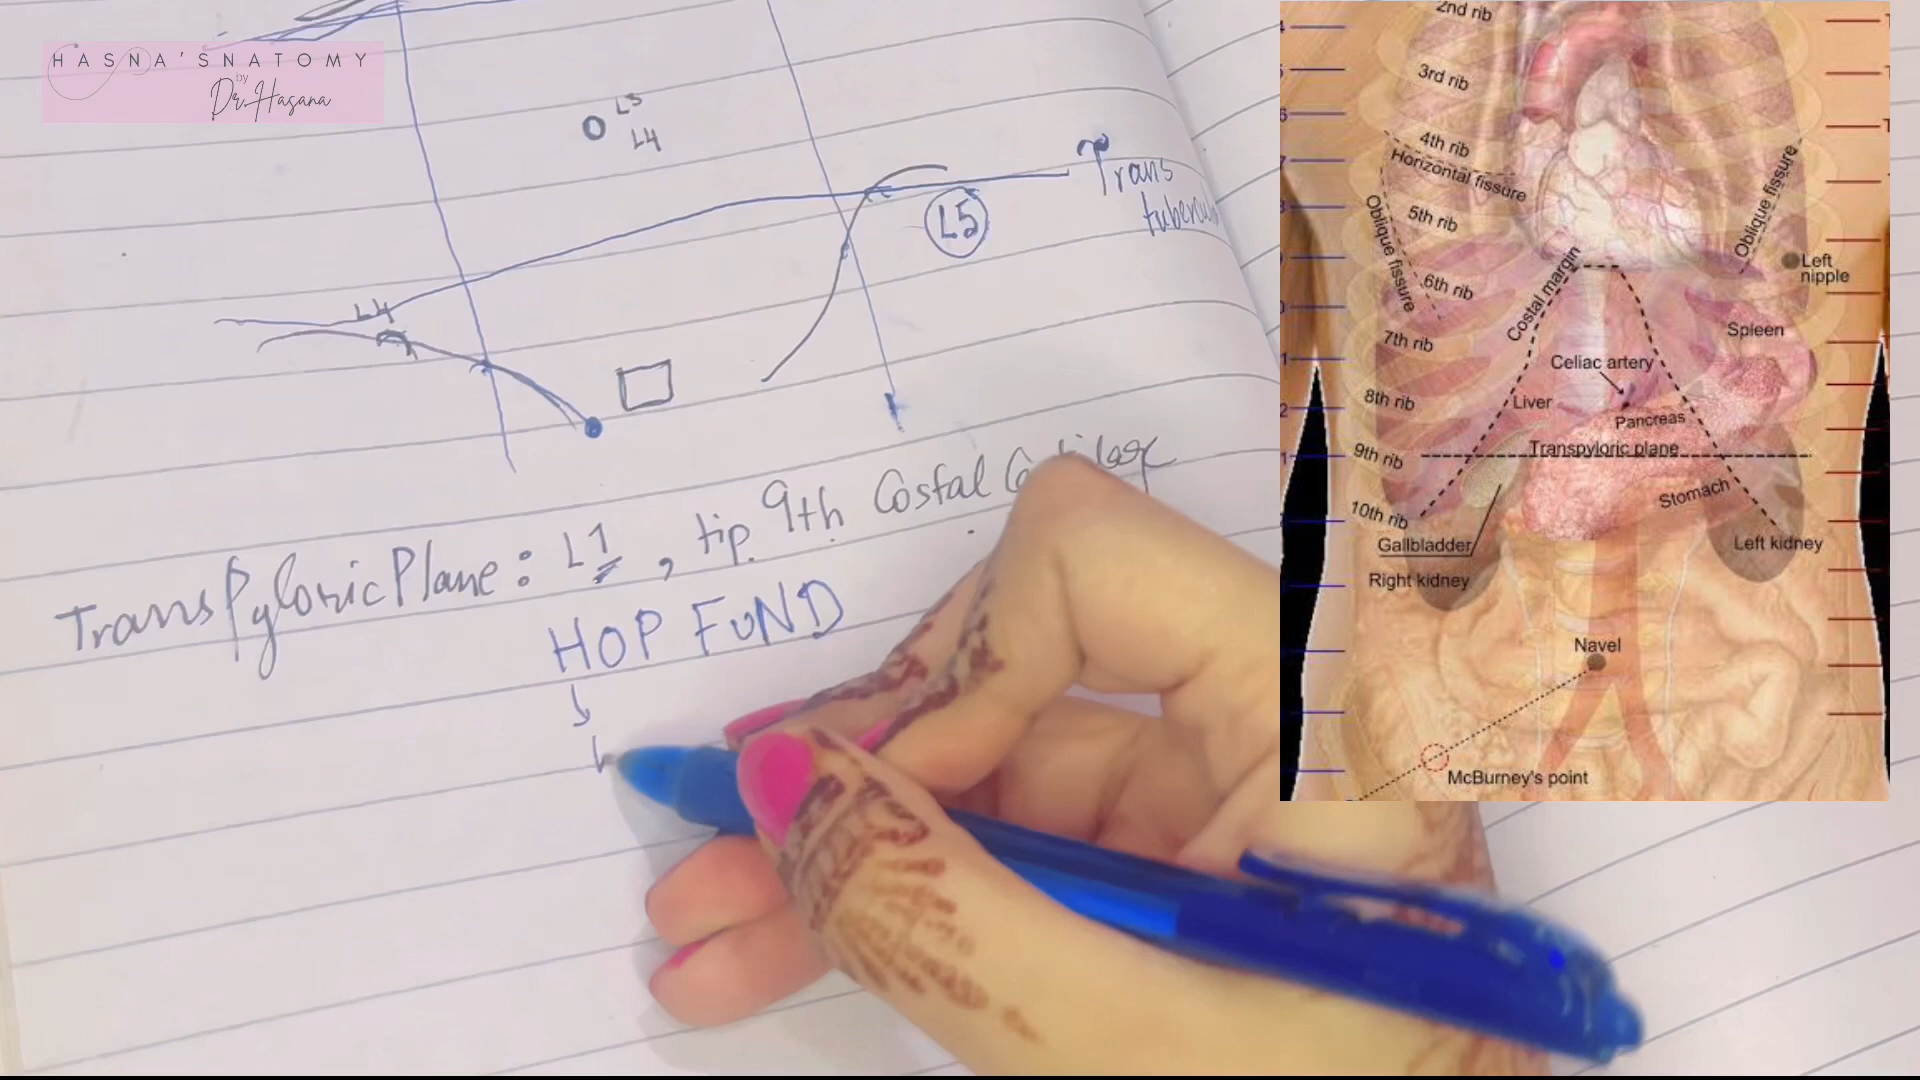 HASNA'SNATOMY
by
Dr.Hasana
L3
L4
Trans
L5
L4
TransPyloric Plane : L1 , tip 9th Costal
HOP FUND
2nd rib
3rd rib
4th rib
Horizontal fissure
Oblique fissure
5th rib
Oblique fissure
Left
nipple
6th rib
Costal margin
7th rib
Spleen
Celiac artery
8th rib
Liver
Pancreas
9th rib
Transpyloric plane
Stomach
10th rib
Gallbladder
Left kidney
Right kidney
Navel
McBurney's point